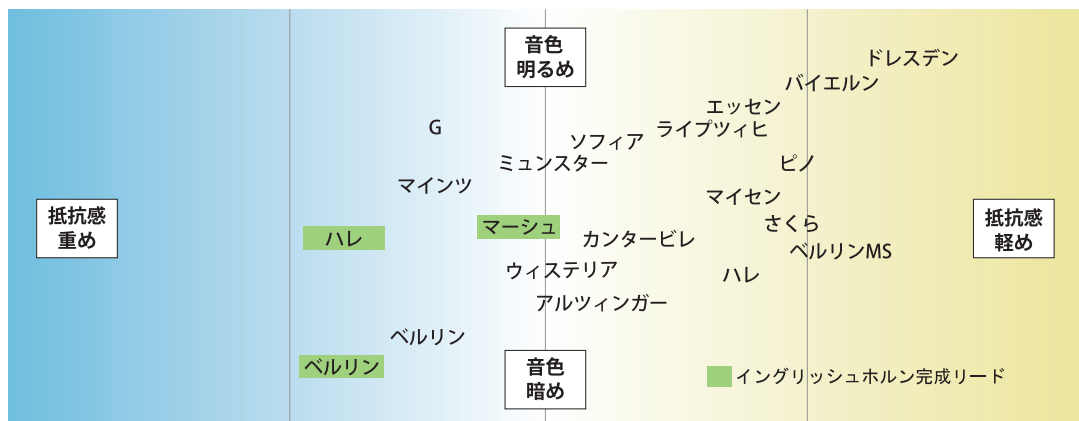 音色
明るめ
ドレスデン
バイエルン
エッセン
G
ライプツィヒ
ソフィア
ミュンスター
ピノ
マインツ
マイセン
抵抗感
重め
ハレ
マーシュ
カンタービレ
さくら
ベルリンMS
抵抗感
軽め
ウィステリア
ハレ
アルツィンガー
ベルリン
ベルリン
音色
暗め
イングリッシュホルン完成リード